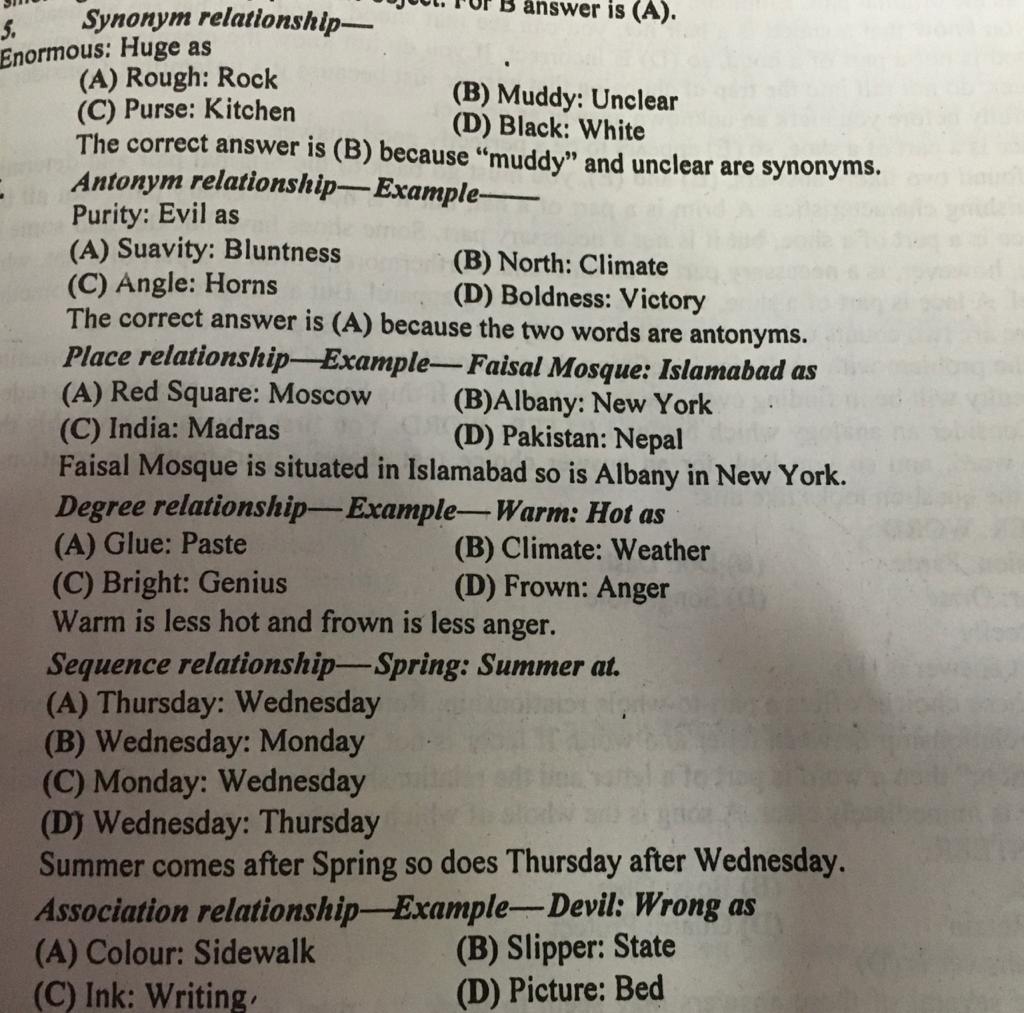 For B answer is (A).
5. Synonym relationship—
Enormous: Huge as
(A) Rough: Rock (B) Muddy: Unclear
(C) Purse: Kitchen (D) Black: White
The correct answer is (B) because “muddy” and unclear are synonyms.
Antonym relationship—Example——
Purity: Evil as
(A) Suavity: Bluntness (B) North: Climate
(C) Angle: Horns (D) Boldness: Victory
The correct answer is (A) because the two words are antonyms.
Place relationship—Example—Faisal Mosque: Islamabad as
(A) Red Square: Moscow (B)Albany: New York
(C) India: Madras (D) Pakistan: Nepal
Faisal Mosque is situated in Islamabad so is Albany in New York.
Degree relationship—Example—Warm: Hot as
(A) Glue: Paste (B) Climate: Weather
(C) Bright: Genius (D) Frown: Anger
Warm is less hot and frown is less anger.
Sequence relationship—Spring: Summer at.
(A) Thursday: Wednesday
(B) Wednesday: Monday
(C) Monday: Wednesday
(D) Wednesday: Thursday
Summer comes after Spring so does Thursday after Wednesday.
Association relationship—Example—Devil: Wrong as
(A) Colour: Sidewalk (B) Slipper: State
(C) Ink: Writing (D) Picture: Bed